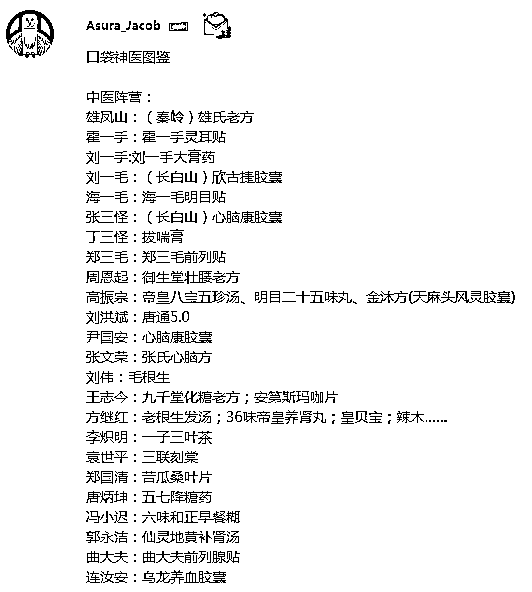 Asura_Jacob
口袋神医图鉴
中医阵营：
雄凤山：（秦岭）雄氏老方
霍一手：霍一手灵耳贴
刘一手:刘一手大膏药
刘一毛：（长白山）欣古捷胶囊
海一毛：海一毛明目贴
张三怪：（长白山）心脑康胶囊
丁三怪：拔喘膏
郑三毛：郑三毛前列贴
周恩起：御生堂壮腰老方
高振宗：帝皇八宝五珍汤、明目二十五味丸、金沐方(天麻头风灵胶囊)
刘洪斌：唐通5.0
尹国安：心脑康胶囊
张文荣：张氏心脑方
刘伟：毛根生
王志今：九千堂化糖老方；安第斯玛咖片
方继红：老根生发汤；36味帝皇养肾丸；皇贝宝；辣木......
李炽明：一子三叶茶
袁世平：三联刻棠
郑国清：苦瓜桑叶片
唐炳坤：五七降糖药
冯小迟：六味和正早餐糊
郭永洁：仙灵地黄补肾汤
曲大夫：曲大夫前列腺贴
连汝安：乌龙养血胶囊